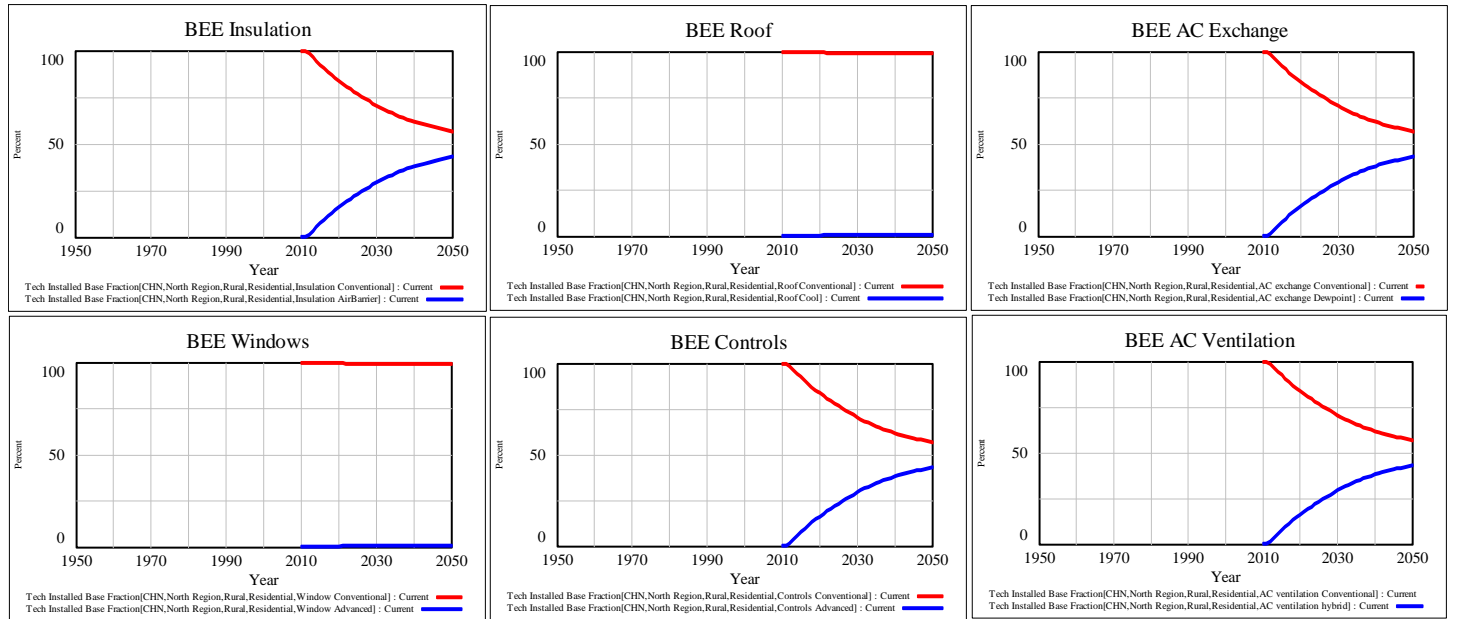 BEE Insulation
100
50
0
Percent
1950 1970 1990 2010 2030 2050
Year
Tech Installed Base Fraction[CHN,North Region,Rural,Residential,Insulation Conventional] : Current
Tech Installed Base Fraction[CHN,North Region,Rural,Residential,Insulation AirBarrier] : Current
BEE Roof
100
50
0
Percent
1950 1970 1990 2010 2030 2050
Year
Tech Installed Base Fraction[CHN,North Region,Rural,Residential,Roof Conventional] : Current
Tech Installed Base Fraction[CHN,North Region,Rural,Residential,Roof Cool] : Current
BEE AC Exchange
100
50
0
Percent
1950 1970 1990 2010 2030 2050
Year
Tech Installed Base Fraction[CHN,North Region,Rural,Residential,AC exchange Conventional] : Current
Tech Installed Base Fraction[CHN,North Region,Rural,Residential,AC exchange Dewpoint] : Current
BEE Windows
100
50
0
Percent
1950 1970 1990 2010 2030 2050
Year
Tech Installed Base Fraction[CHN,North Region,Rural,Residential,Window Conventional] : Current
Tech Installed Base Fraction[CHN,North Region,Rural,Residential,Window Advanced] : Current
BEE Controls
100
50
0
Percent
1950 1970 1990 2010 2030 2050
Year
Tech Installed Base Fraction[CHN,North Region,Rural,Residential,Controls Conventional] : Current
Tech Installed Base Fraction[CHN,North Region,Rural,Residential,Controls Advanced] : Current
BEE AC Ventilation
100
50
0
Percent
1950 1970 1990 2010 2030 2050
Year
Tech Installed Base Fraction[CHN,North Region,Rural,Residential,AC ventilation Conventional] : Current
Tech Installed Base Fraction[CHN,North Region,Rural,Residential,AC ventilation hybrid] : Current